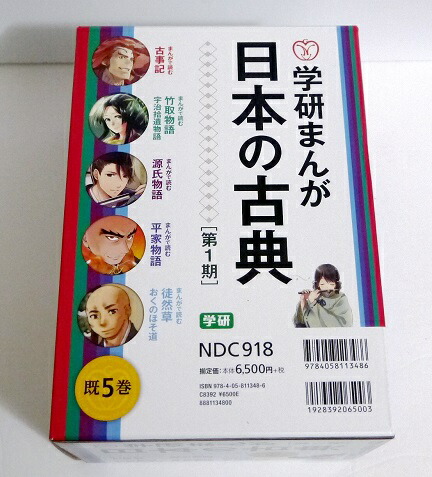 学研まんが
日本の古典
[第1期]
まんがで読む
古事記
まんがで読む
竹取物語
宇治拾遺物語
まんがで読む
源氏物語
まんがで読む
平家物語
まんがで読む
徒然草
おくのほそ道
既5巻
学研
NDC918
揃定価:本体6,500円+税
ISBN 978-4-05-811348-6
C8392 ¥6500E
8881134800
9784058113486
1928392065003